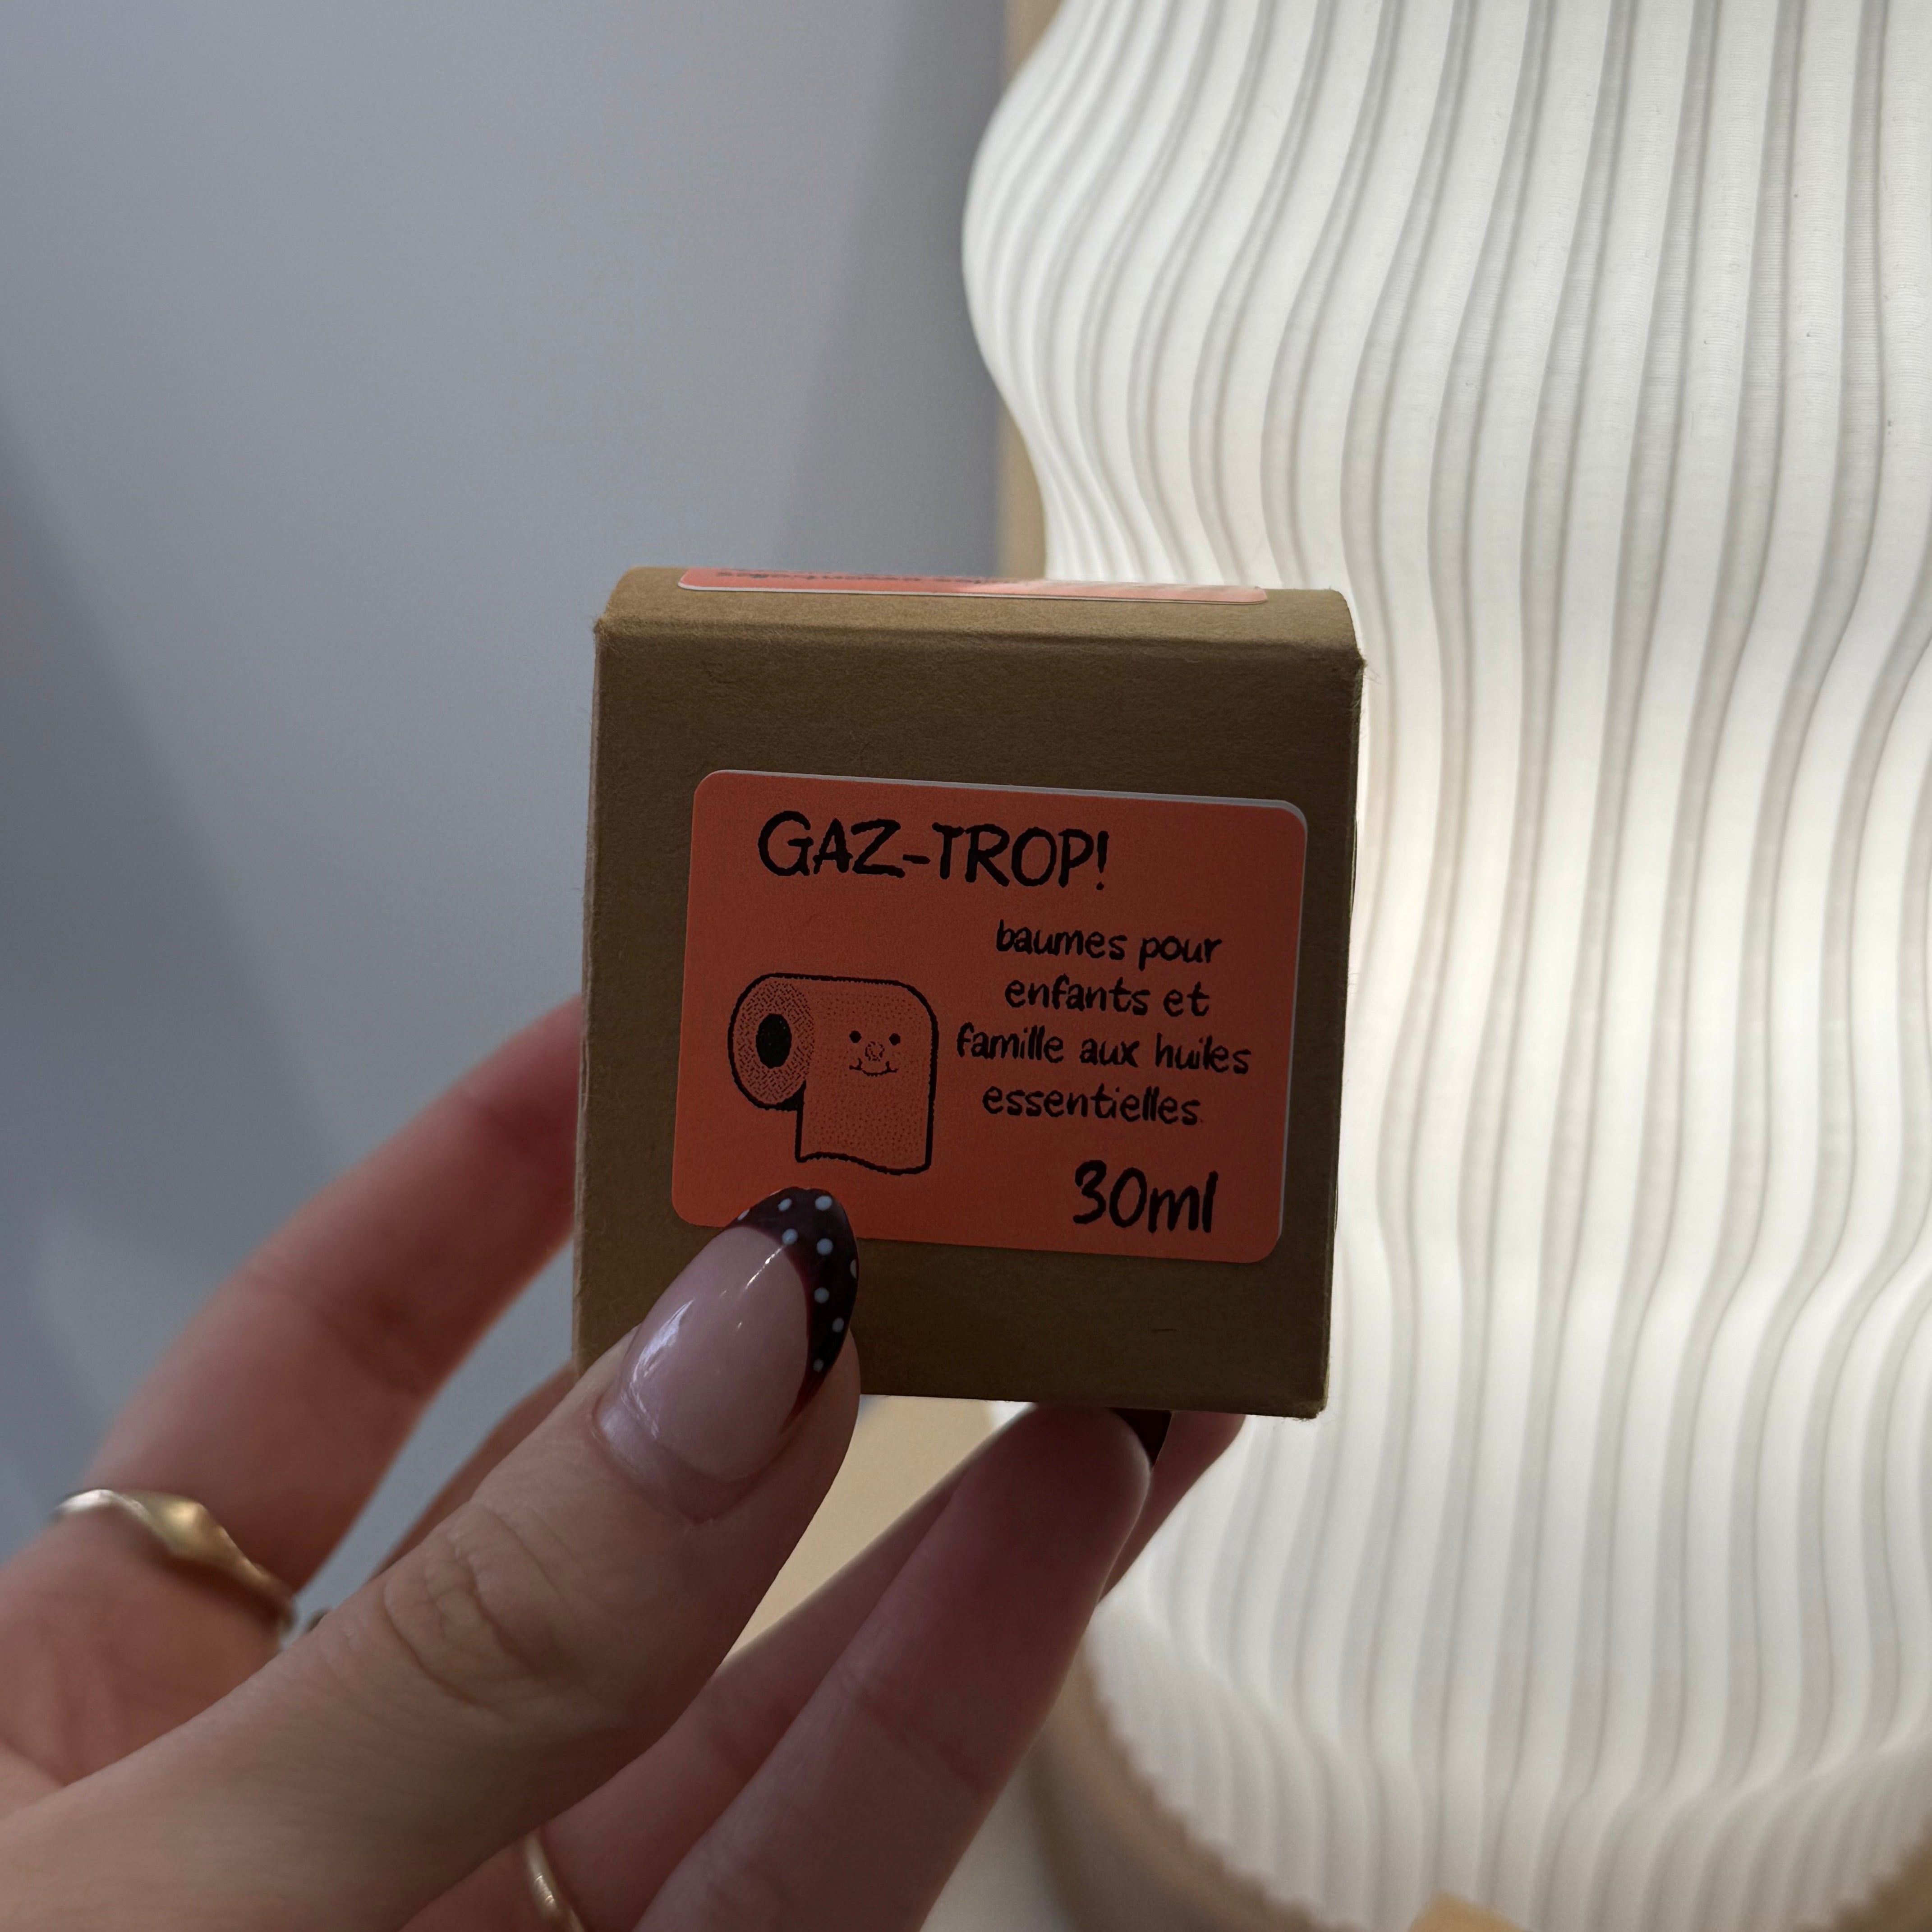 GAZ-TROP!
baumes pour
enfants et
famille aux huiles
essentielles
30ml